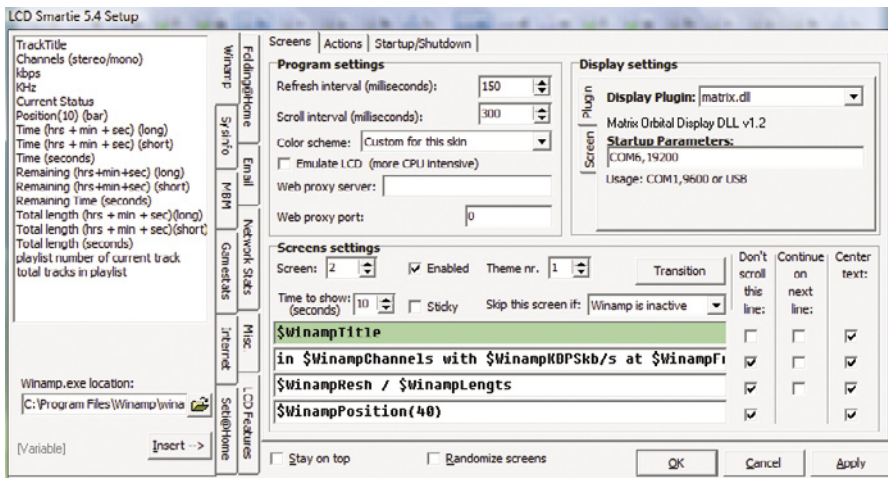 LCD Smartie 5.4 Setup
TrackTitle
Channels (stereo/mono)
kbps
KHz
Current Status
Position(10) (bar)
Time (hrs + min + sec) (long)
Time (hrs + min + sec) (short)
Time (seconds)
Remaining (hrs+min+sec) (long)
Remaining (hrs+min+sec) (short)
Remaining Time (seconds)
Total length (hrs + min + sec)(long)
Total length (hrs + min + sec)(short)
Total length (seconds)
playlist number of current track
total tracks in playlist
Winamp.exe location:
C:\Program Files\Winamp\wina
[Variable]
Insert -->
Winamp
Sysinfo
MBM
Gamestats
Internet
Seti@Home
Folding@Home
Email
Network Stats
Misc.
LCD Features
Screens
Actions
Startup/Shutdown
Program settings
Refresh interval (milliseconds):
150
Scroll interval (miliseconds):
300
Color scheme:
Custom for this skin
Emulate LCD (more CPU intensive)
Web proxy server:
Web proxy port:
0
Display settings
Plugin
Screen
Display Plugin:
matrix.dll
Matrix Orbital Display DLL v1.2
Startup Parameters:
COM6,19200
Usage: COM1,9600 or USB
Screens settings
Screen:
2
Enabled
Theme nr.
1
Transition
Time to show:
(seconds)
10
Sticky
Skip this screen if:
Winamp is inactive
Don't
scroll
this
line:
Continue
on
next
line:
Center
text:
$WinampTitle
in $WinampChannels with $WinampKBPSkb/s at $WinampFr
$WinampResh / $WinampLengts
$WinampPosition(40)
Stay on top
Randomize screens
OK
Cancel
Apply